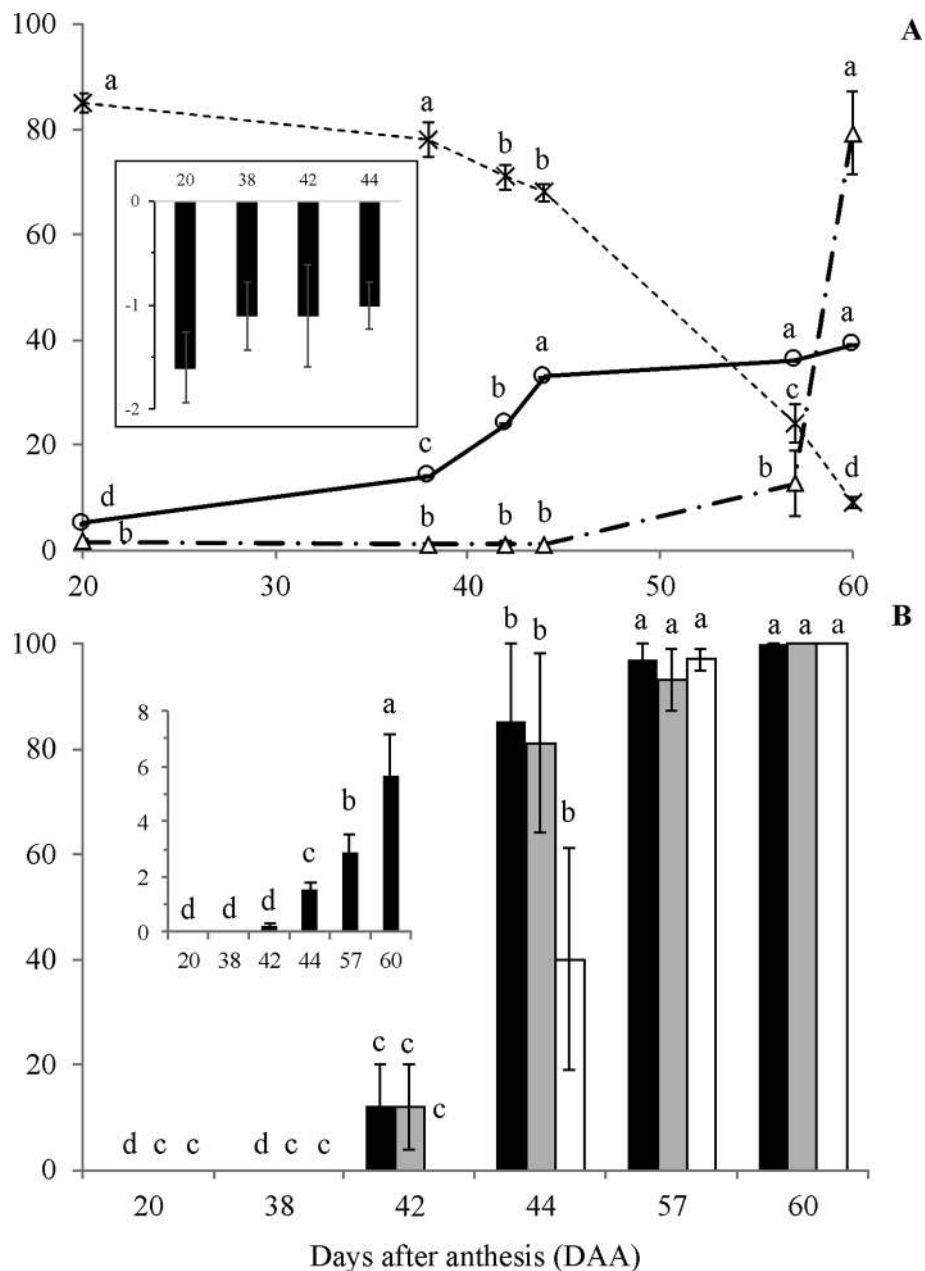 100
A
a
a
a
80
b
b
20 38 42 44
0
60
-1
40
a
a
a
b
-2
c
c
20
b
d
d
b
b
b
b
0
20 30 40 50 60
B
b b a a a a a a
100
8
a
80
6
b
4
b
60
c
2
d d d
0
40
20 38 42 44 57 60
20
c c
c
d c c d c c
0
20 38 42 44 57 60
Days after anthesis (DAA)